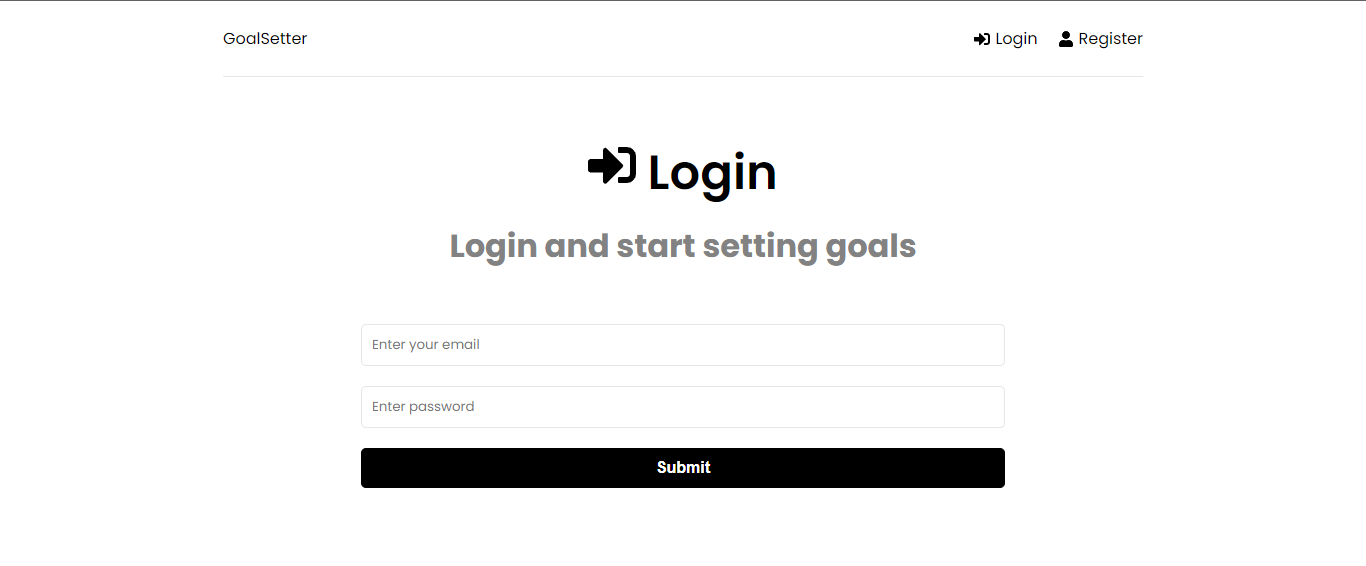 GoalSetter Login Register
Login
Login and start setting goals
Enter your email
Enter password
Submit